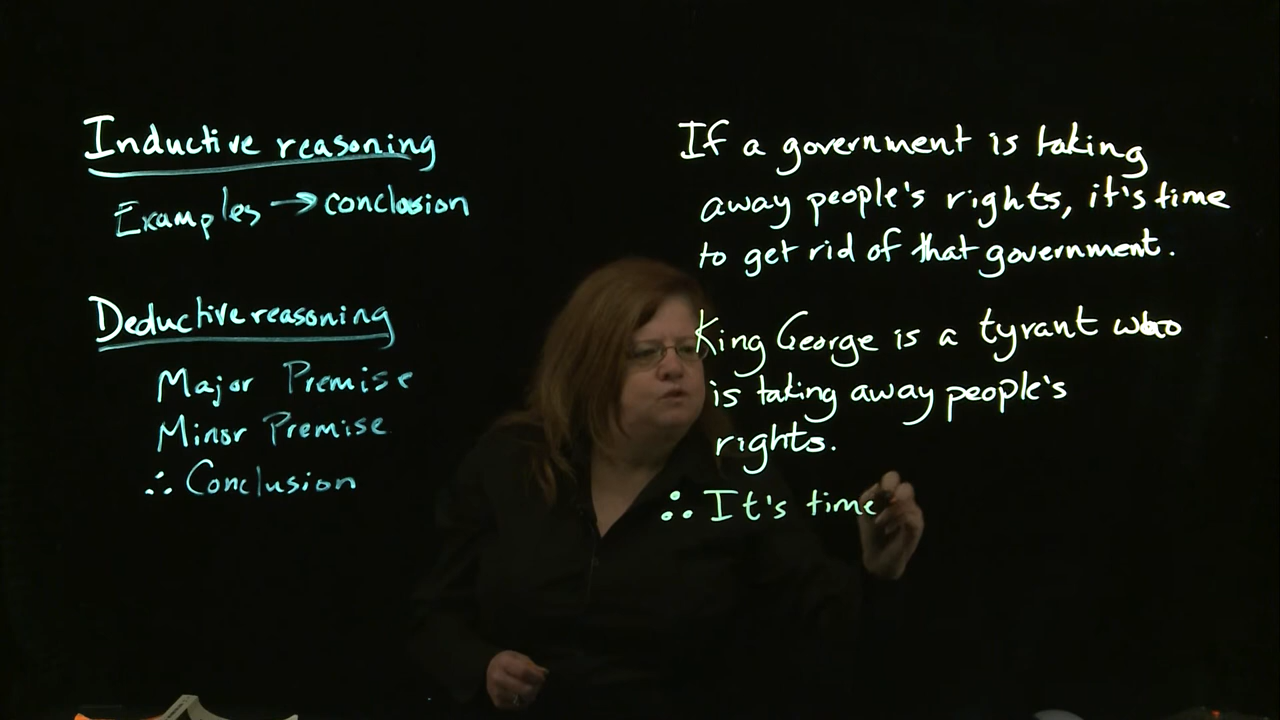 Inductive reasoning
Examples → conclusion
Deductive reasoning
Major Premise
Minor Premise
∴ Conclusion
If a government is taking
away people's rights, it's time
to get rid of that government.
King George is a tyrant who
is taking away people's
rights.
∴ It's time